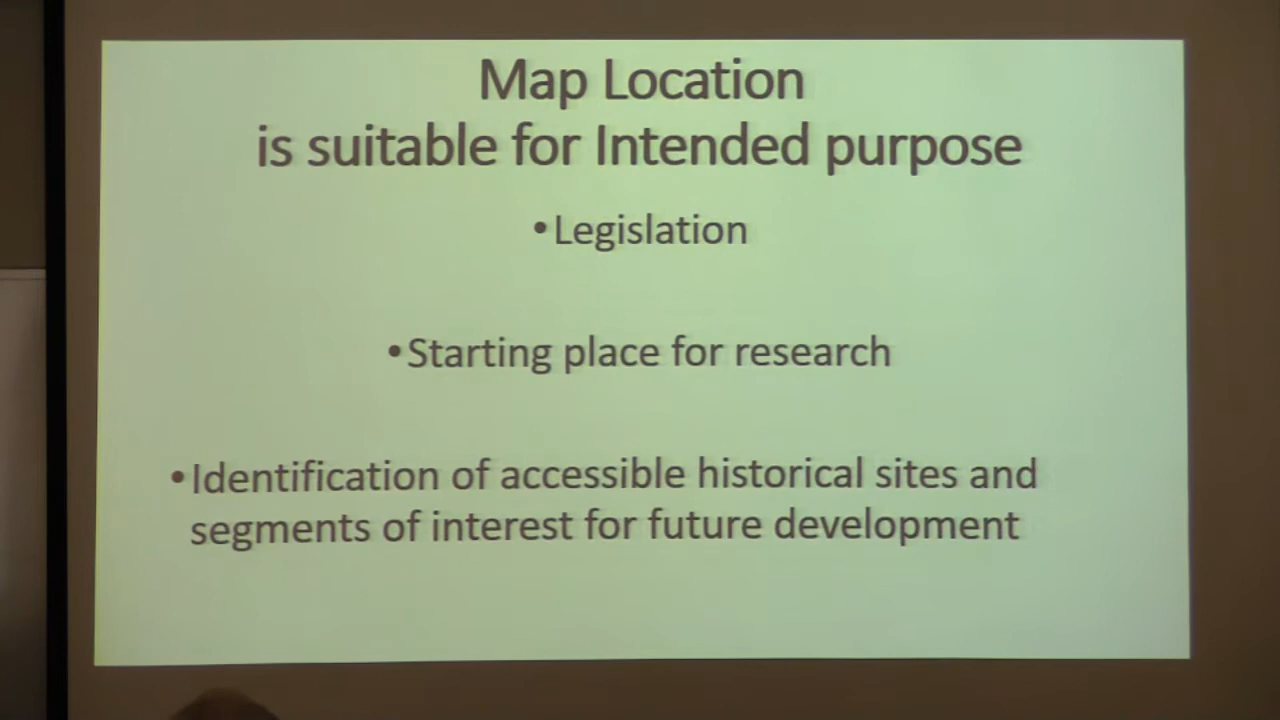 Map Location
is suitable for Intended purpose
•Legislation
•Starting place for research
•Identification of accessible historical sites and
segments of interest for future development